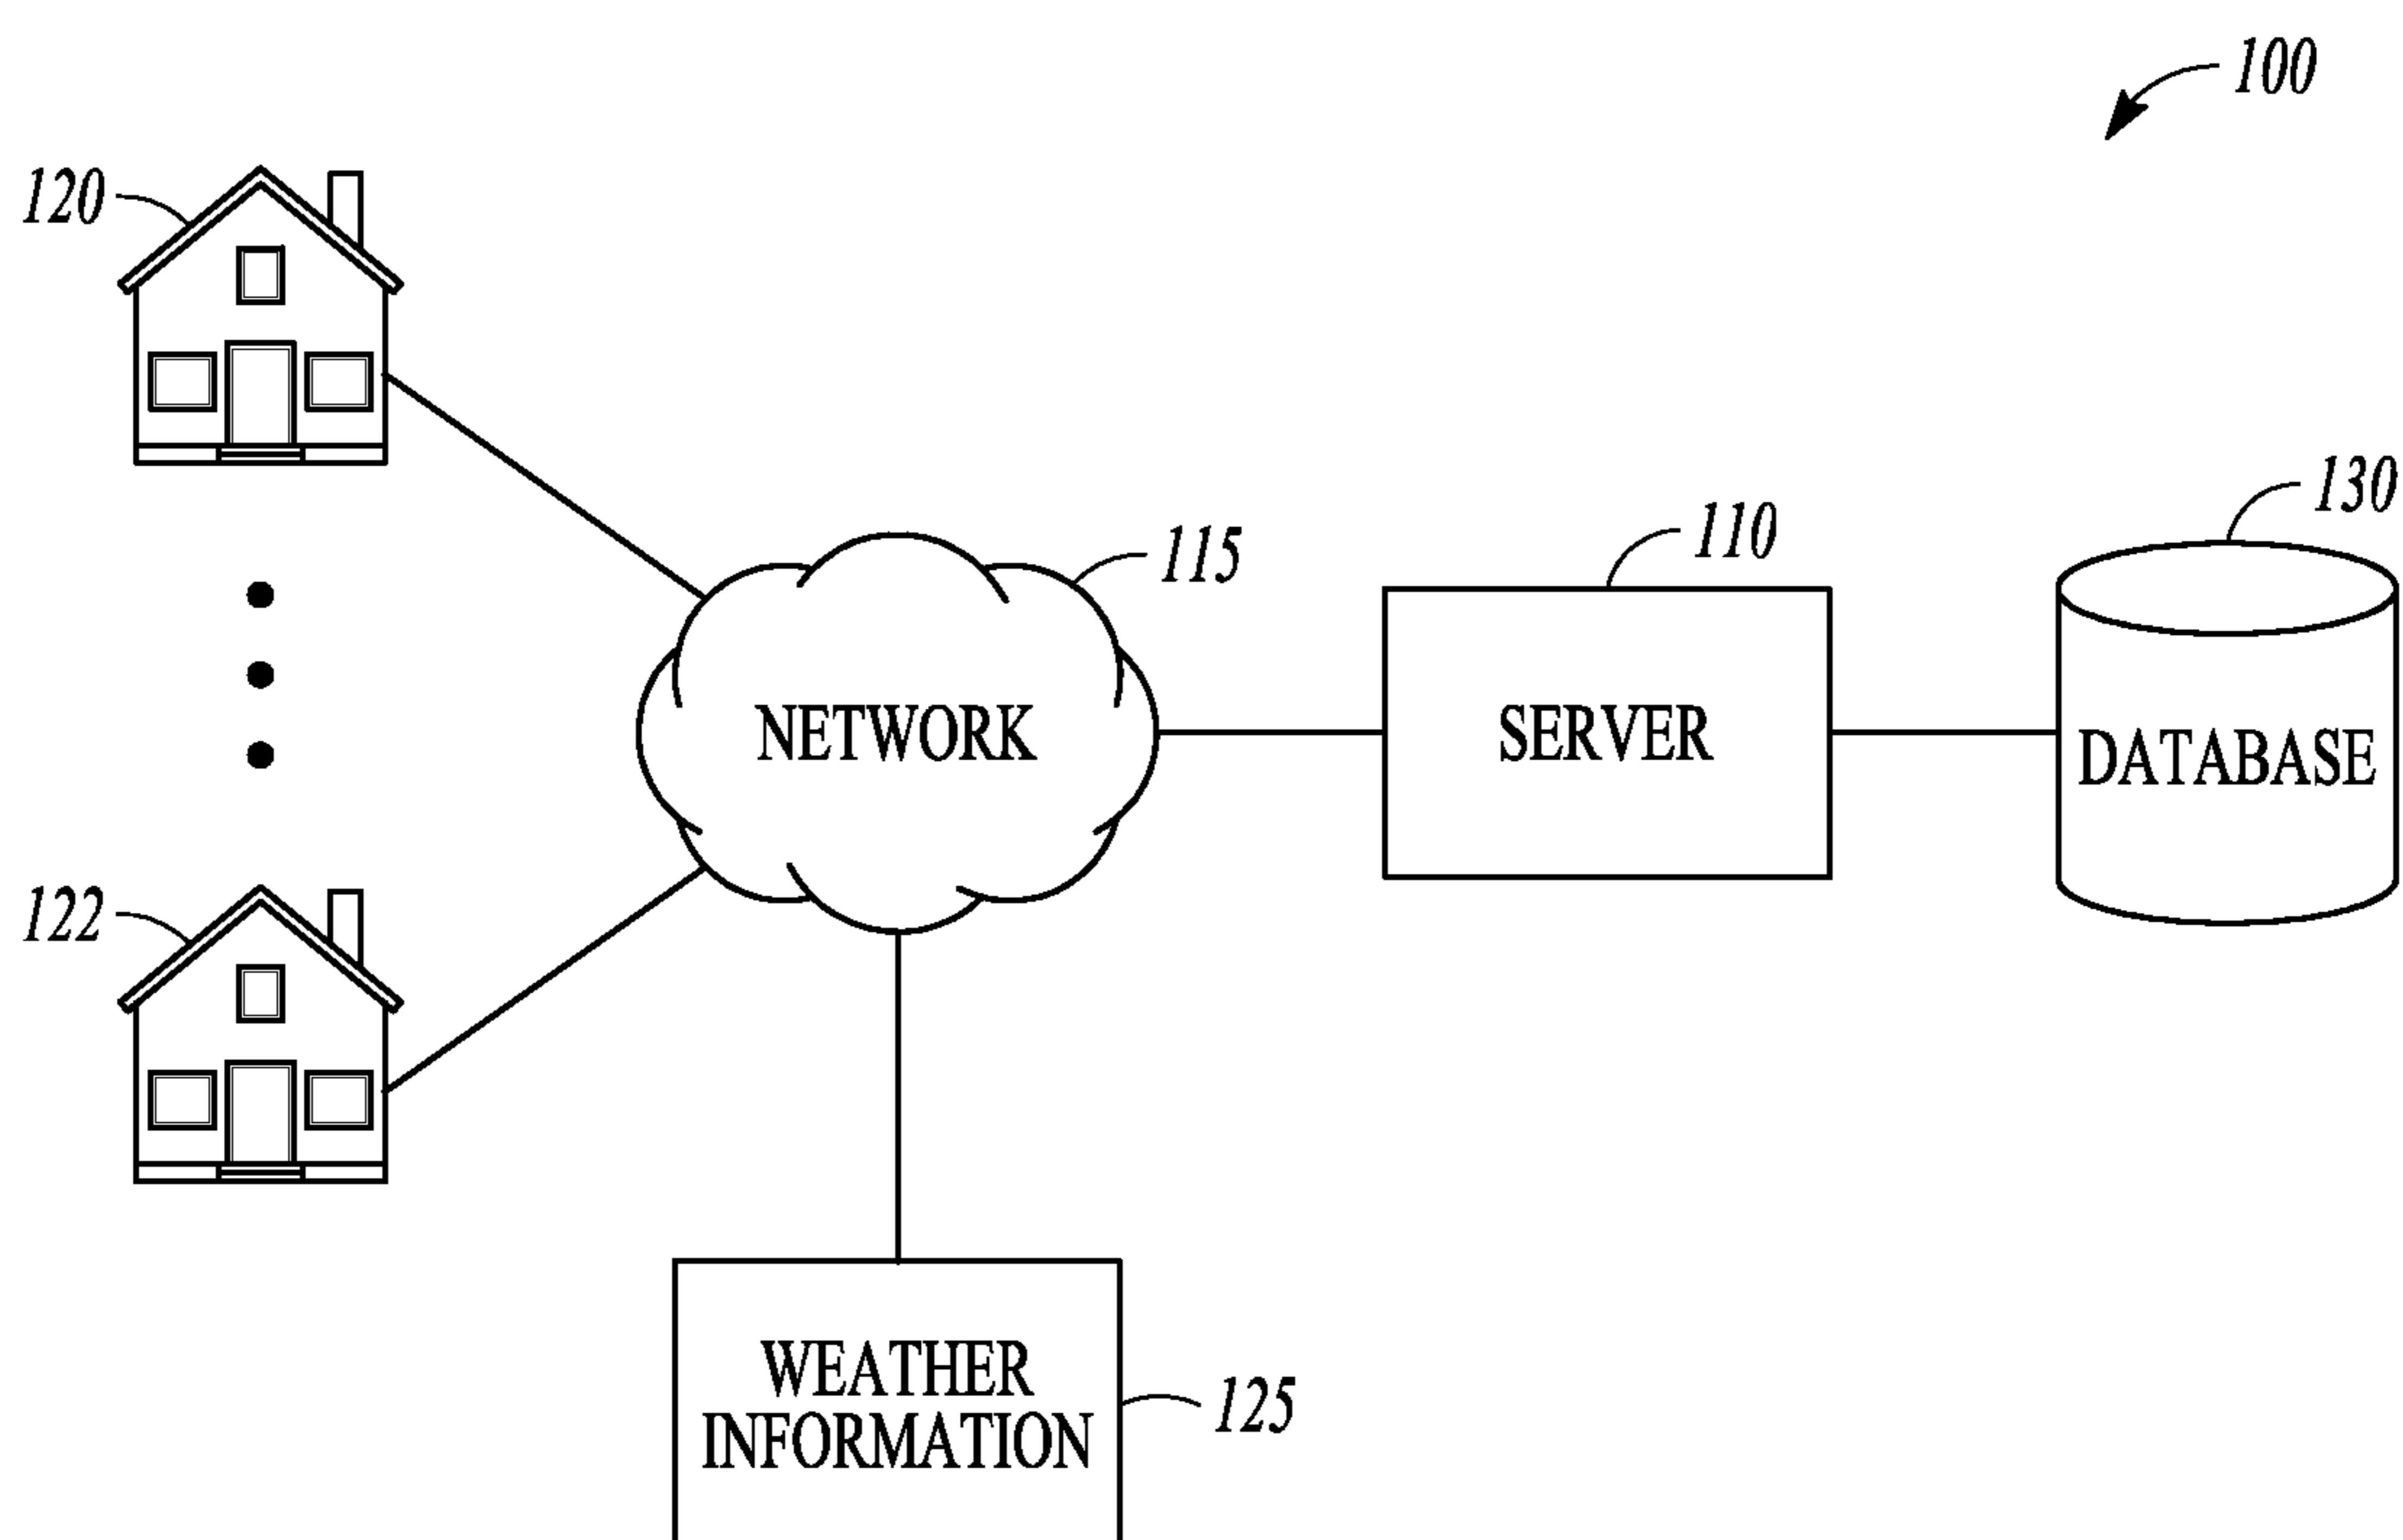 100
120
130
110
115
NETWORK
SERVER
DATABASE
122
WEATHER
INFORMATION
125